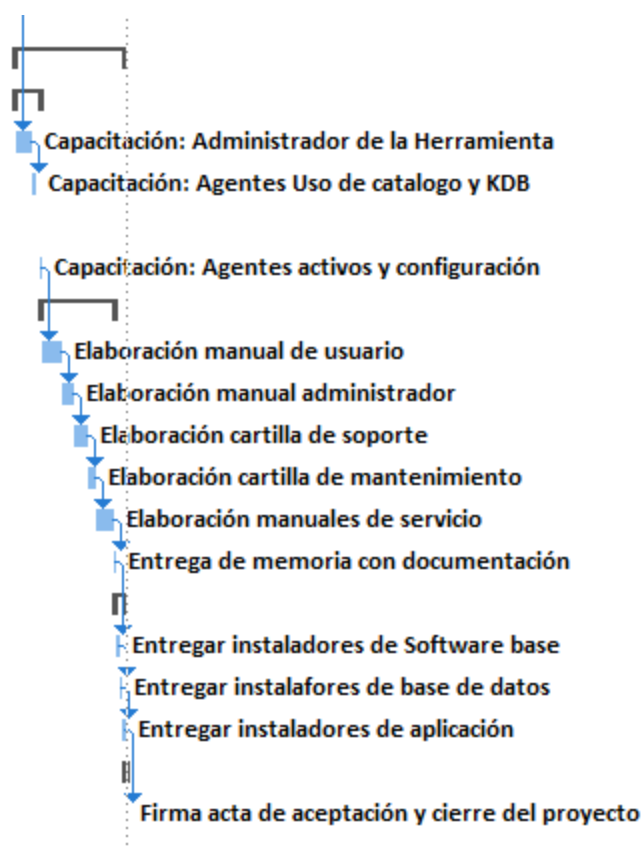 Capacitación: Administrador de la Herramienta
Capacitación: Agentes Uso de catalogo y KDB
Capacitación: Agentes activos y configuración
Elaboración manual de usuario
Elaboración manual administrador
Elaboración cartilla de soporte
Elaboración cartilla de mantenimiento
Elaboración manuales de servicio
Entrega de memoria con documentación
Entregar instaladores de Software base
Entregar instalafores de base de datos
Entregar instaladores de aplicación
Firma acta de aceptación y cierre del proyecto